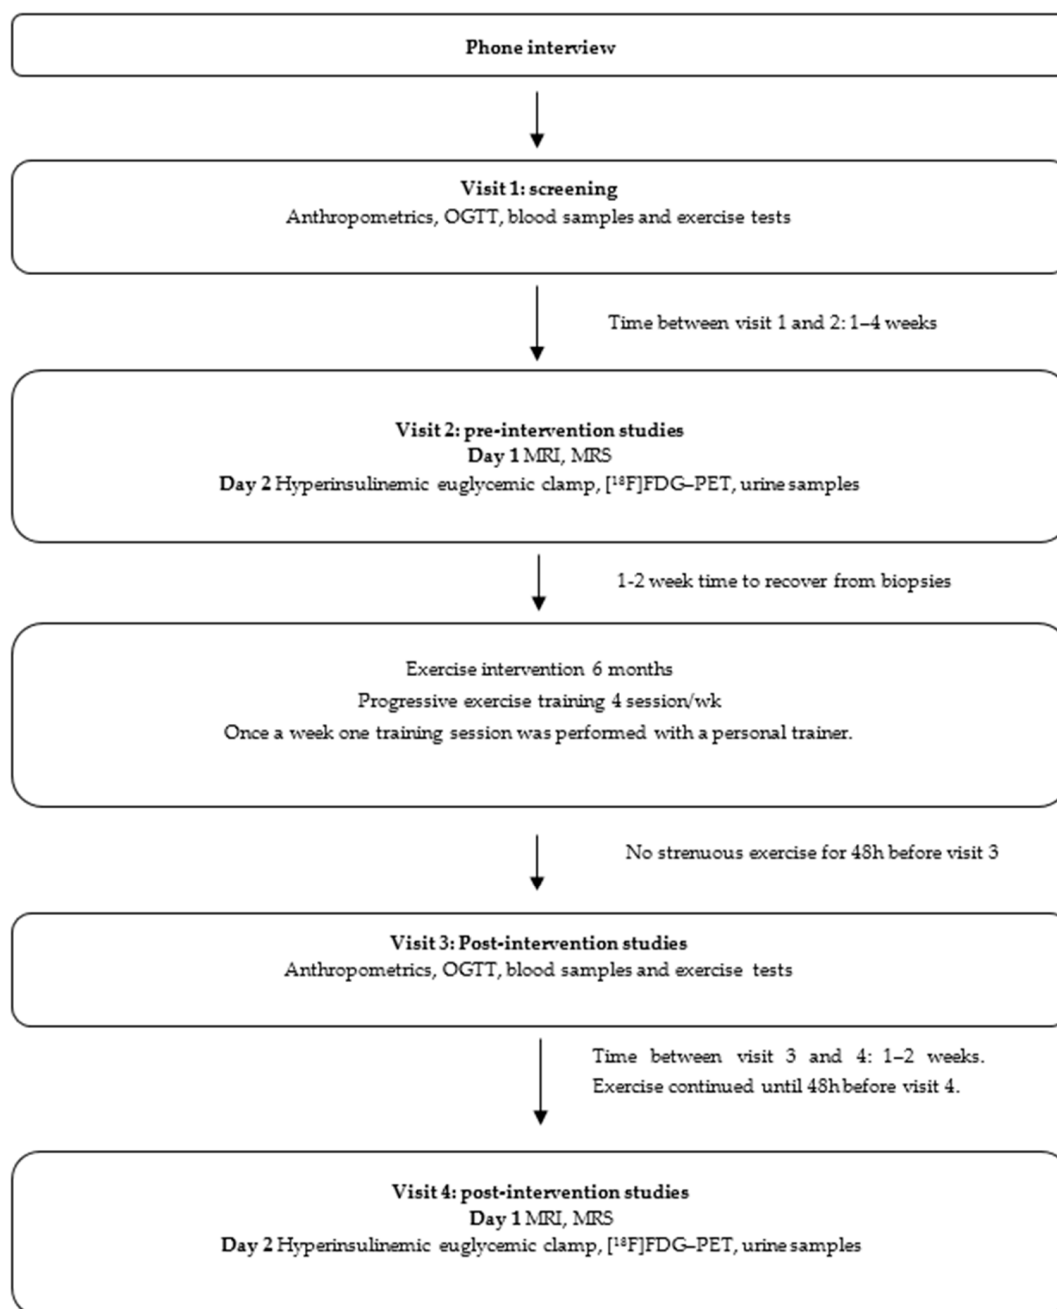 Phone interview
Visit 1: screening
Anthropometrics, OGTT, blood samples and exercise tests
Time between visit 1 and 2: 1–4 weeks
Visit 2: pre-intervention studies
Day 1 MRI, MRS
Day 2 Hyperinsulinemic euglycemic clamp, [¹⁸F]FDG–PET, urine samples
1-2 week time to recover from biopsies
Exercise intervention 6 months
Progressive exercise training 4 session/wk
Once a week one training session was performed with a personal trainer.
No strenuous exercise for 48h before visit 3
Visit 3: Post-intervention studies
Anthropometrics, OGTT, blood samples and exercise tests
Time between visit 3 and 4: 1–2 weeks.
Exercise continued until 48h before visit 4.
Visit 4: post-intervention studies
Day 1 MRI, MRS
Day 2 Hyperinsulinemic euglycemic clamp, [¹⁸F]FDG–PET, urine samples